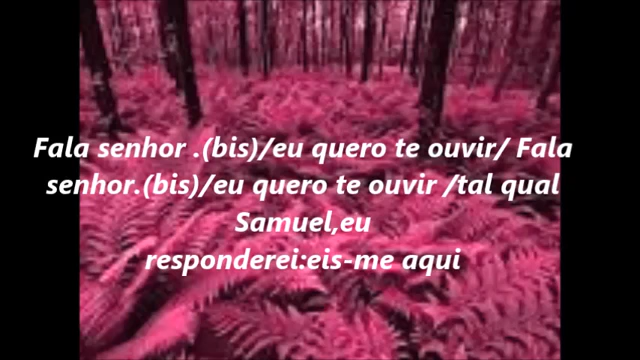 Fala senhor .(bis)/eu quero te ouvir/ Fala
senhor.(bis)/eu quero te ouvir /tal qual
Samuel,eu
responderei:eis-me aqui